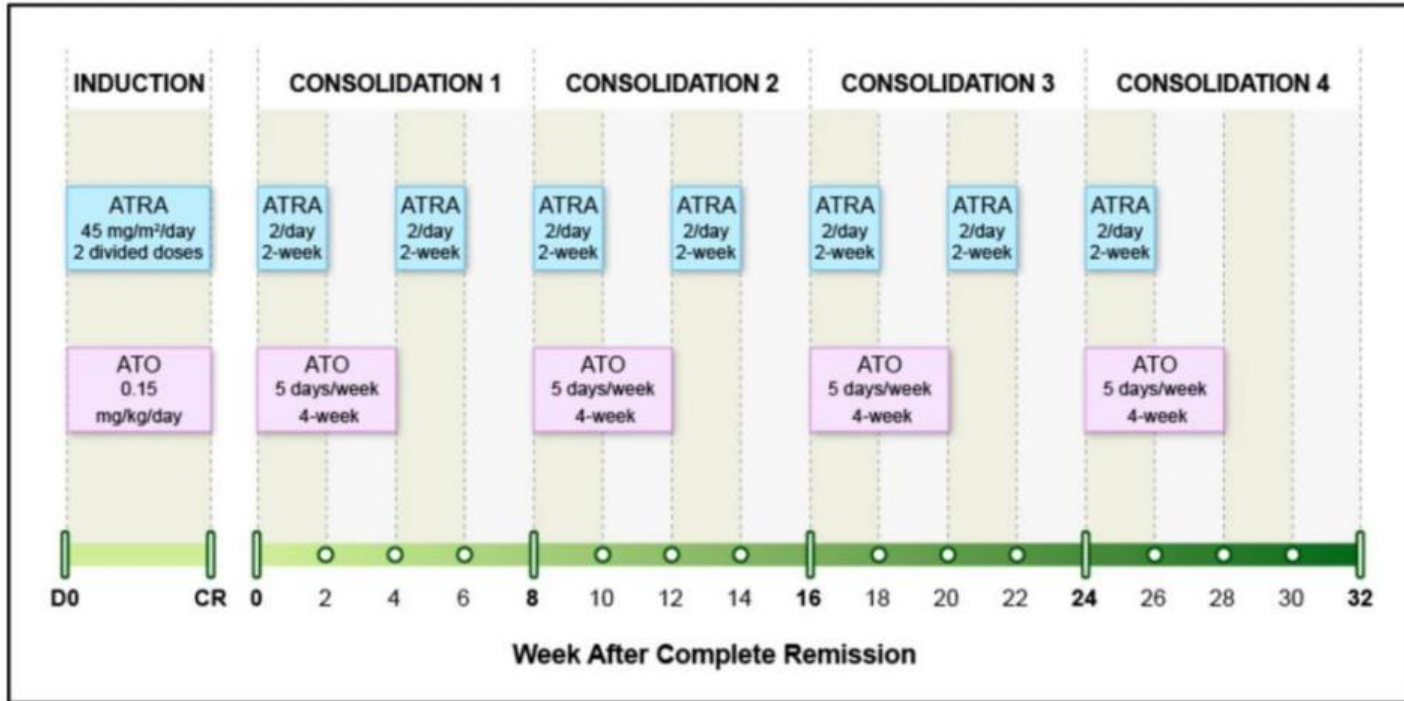 INDUCTION CONSOLIDATION 1 CONSOLIDATION 2 CONSOLIDATION 3 CONSOLIDATION 4
ATRA
45 mg/m²/day
2 divided doses
ATRA
2/day
2-week
ATRA
2/day
2-week
ATRA
2/day
2-week
ATRA
2/day
2-week
ATRA
2/day
2-week
ATRA
2/day
2-week
ATRA
2/day
2-week
ATO
0.15
mg/kg/day
ATO
5 days/week
4-week
ATO
5 days/week
4-week
ATO
5 days/week
4-week
ATO
5 days/week
4-week
D0 CR 0 2 4 6 8 10 12 14 16 18 20 22 24 26 28 30 32
Week After Complete Remission